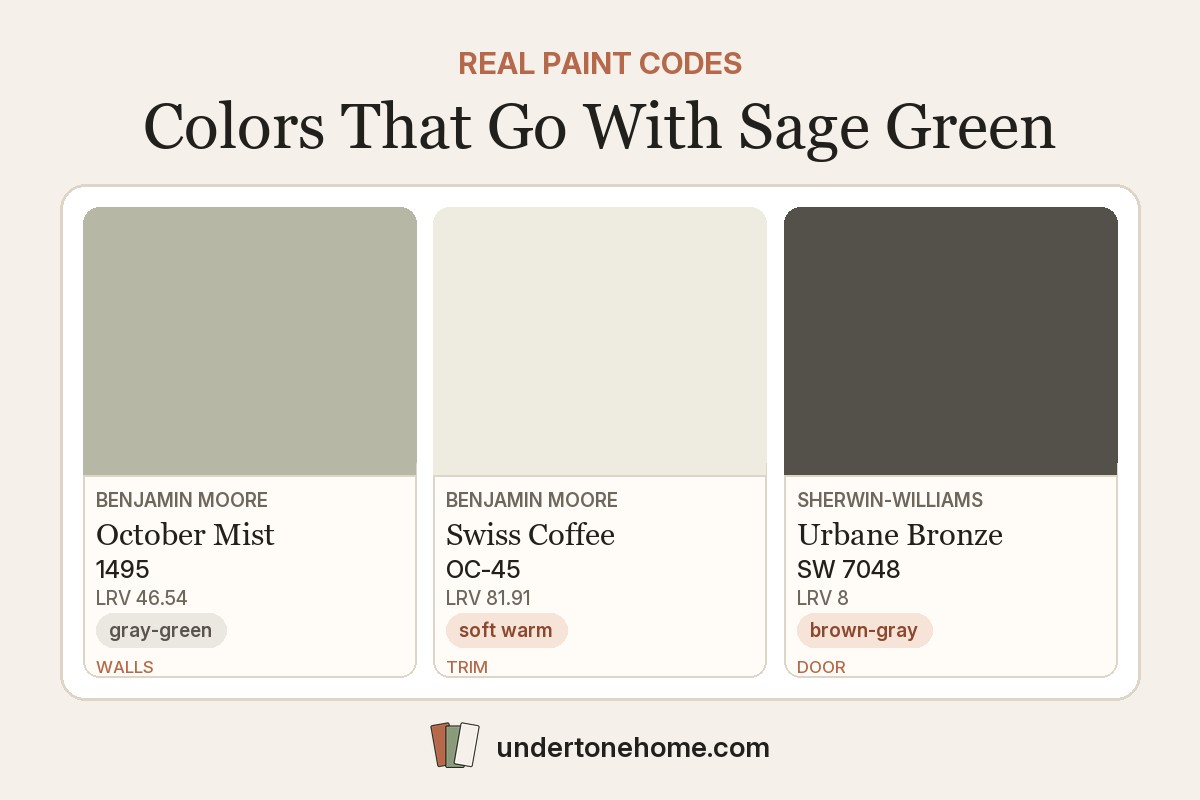 REAL PAINT CODES
Colors That Go With Sage Green
BENJAMIN MOORE
October Mist
1495
LRV 46.54
gray-green
WALLS
BENJAMIN MOORE
Swiss Coffee
OC-45
LRV 81.91
soft warm
TRIM
SHERWIN-WILLIAMS
Urbane Bronze
SW 7048
LRV 8
brown-gray
DOOR
undertonehome.com